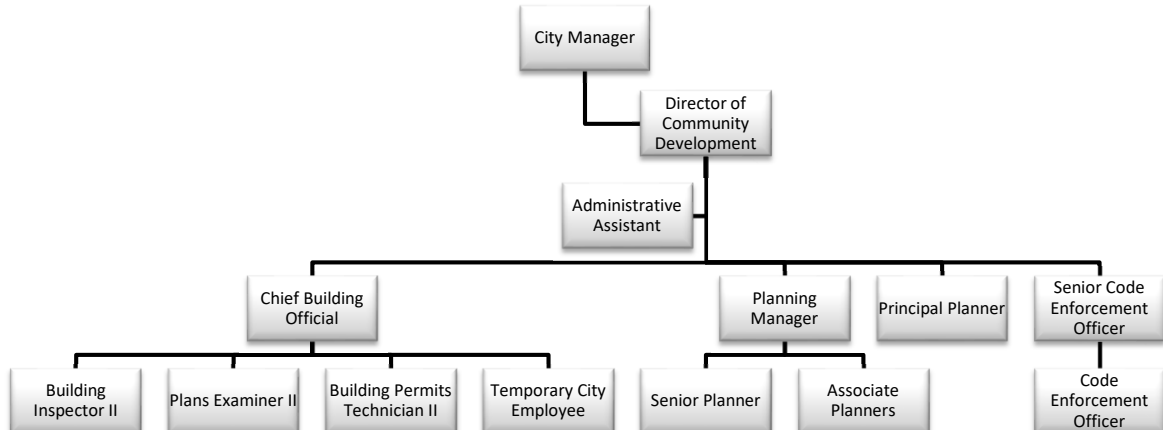 City Manager
Director of
Community
Development
Administrative
Assistant
Chief Building
Official
Planning
Manager
Principal Planner
Senior Code
Enforcement
Officer
Building
Inspector II
Plans Examiner II
Building Permits
Technician II
Temporary City
Employee
Senior Planner
Associate
Planners
Code
Enforcement
Officer